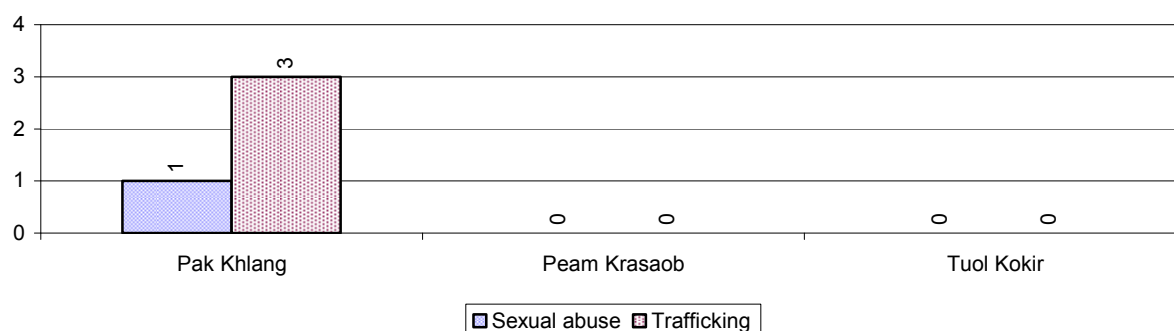 4
3
2
1
0
1
3
0
0
0
0
Pak Khlang
Peam Krasaob
Tuol Kokir
Sexual abuse
Trafficking